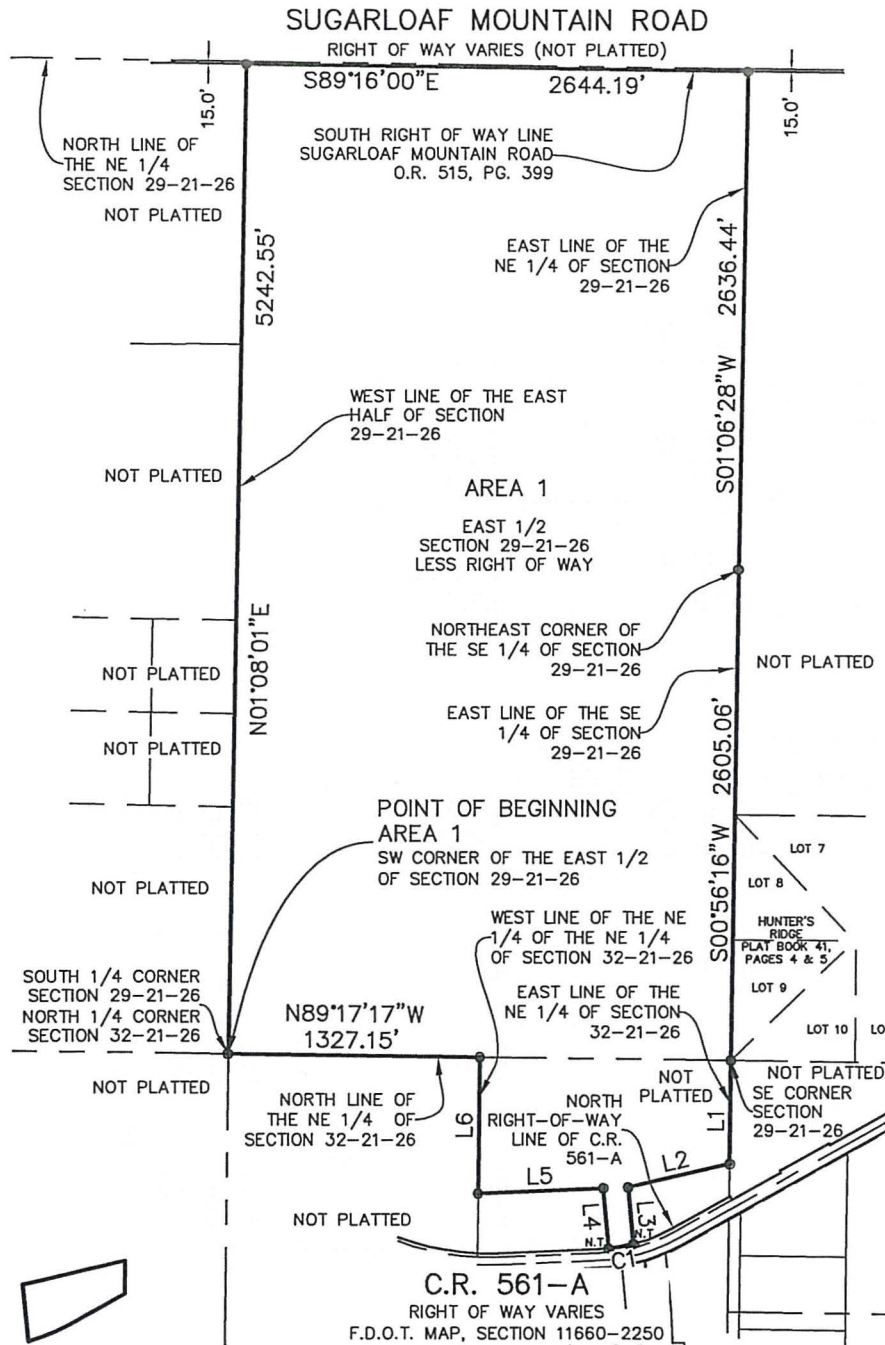 SUGARLOAF MOUNTAIN ROAD
RIGHT OF WAY VARIES (NOT PLATTED)
S89°16'00"E
2644.19'
15.0'
15.0'
NORTH LINE OF
THE NE 1/4
SECTION 29-21-26
NOT PLATTED
SOUTH RIGHT OF WAY LINE
SUGARLOAF MOUNTAIN ROAD
O.R. 515, PG. 399
5242.55'
EAST LINE OF THE
NE 1/4 OF SECTION
29-21-26
2636.44'
S01°06'28"W
WEST LINE OF THE EAST
HALF OF SECTION
29-21-26
NOT PLATTED
AREA 1
EAST 1/2
SECTION 29-21-26
LESS RIGHT OF WAY
N01°08'01"E
NORTHEAST CORNER OF
THE SE 1/4 OF SECTION
29-21-26
NOT PLATTED
NOT PLATTED
NOT PLATTED
EAST LINE OF THE SE
1/4 OF SECTION
29-21-26
2605.06'
S00°56'16"W
POINT OF BEGINNING
AREA 1
SW CORNER OF THE EAST 1/2
OF SECTION 29-21-26
LOT 7
LOT 8
HUNTER'S
RIDGE
PLAT BOOK 41,
PAGES 4 & 5
LOT 9
LOT 10
LO
NOT PLATTED
WEST LINE OF THE NE
1/4 OF THE NE 1/4
OF SECTION 32-21-26
SOUTH 1/4 CORNER
SECTION 29-21-26
NORTH 1/4 CORNER
SECTION 32-21-26
N89°17'17"W
1327.15'
EAST LINE OF THE
NE 1/4 OF SECTION
32-21-26
NOT PLATTED
NORTH LINE OF
THE NE 1/4 OF
SECTION 32-21-26
L6
NORTH
RIGHT-OF-WAY
LINE OF C.R.
561-A
NOT
PLATTED
L1
NOT PLATTED
SE CORNER
SECTION
29-21-26
L5
L2
L4
L3
N.T.
N.T.
C1
NOT PLATTED
C.R. 561-A
RIGHT OF WAY VARIES
F.D.O.T. MAP, SECTION 11660-2250